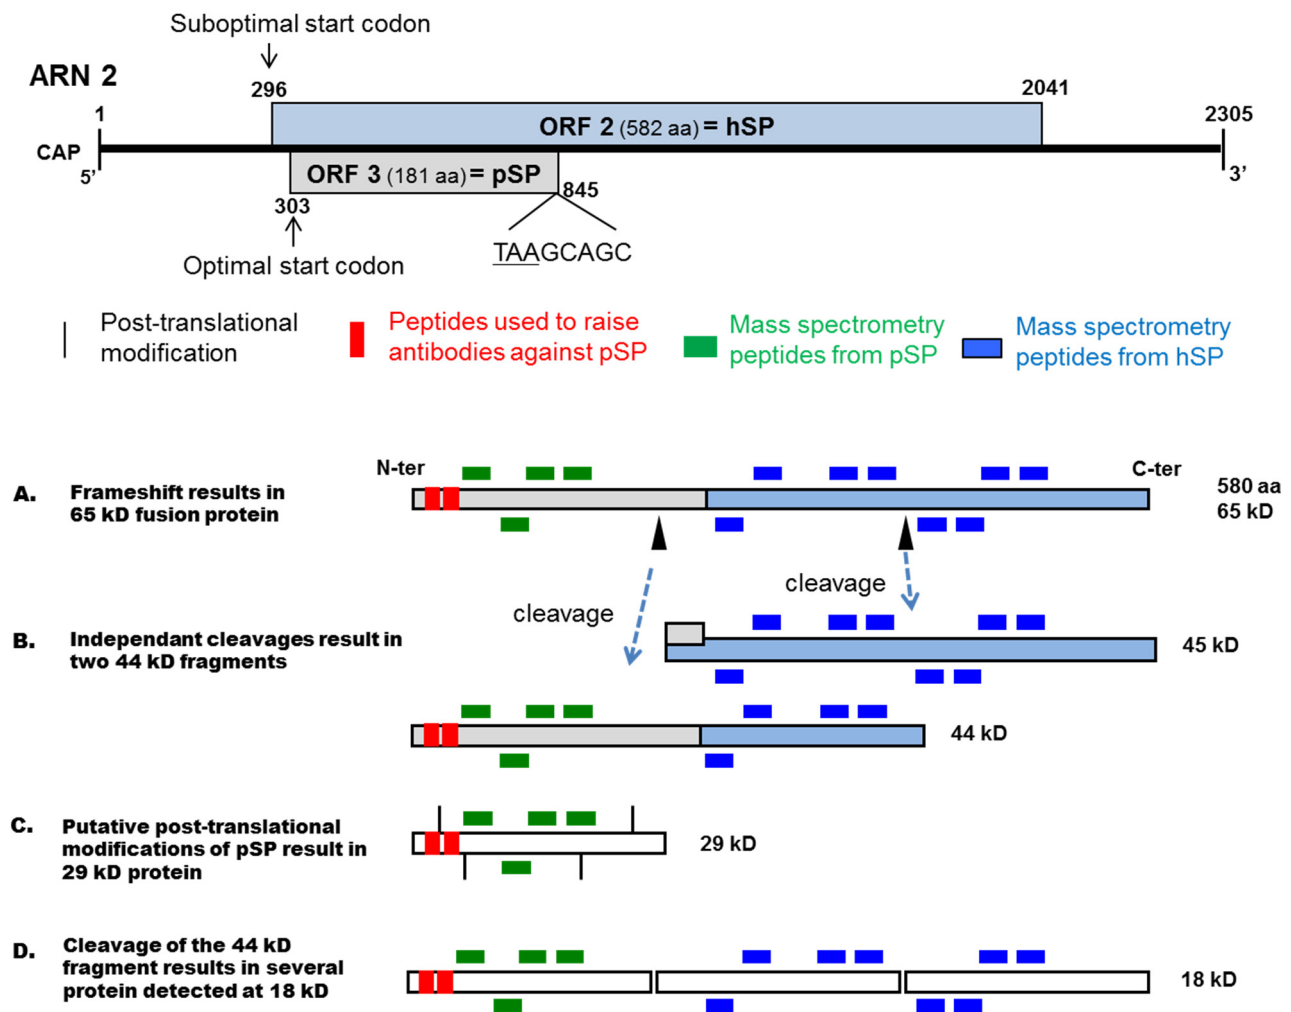 Suboptimal start codon
ARN 2
296
2041
1
2305
ORF 2 (582 aa) = hSP
CAP
ORF 3 (181 aa) = pSP
5’
3’
303
845
TAAGCAGC
Optimal start codon
Post-translational
modification
Peptides used to raise
antibodies against pSP
Mass spectrometry
peptides from pSP
Mass spectrometry
peptides from hSP
N-ter
C-ter
A. Frameshift results in
65 kD fusion protein
580 aa
65 kD
cleavage
cleavage
B. Independant cleavages result in
two 44 kD fragments
45 kD
44 kD
C. Putative post-translational
modifications of pSP result in
29 kD protein
29 kD
D. Cleavage of the 44 kD
fragment results in several
protein detected at 18 kD
18 kD